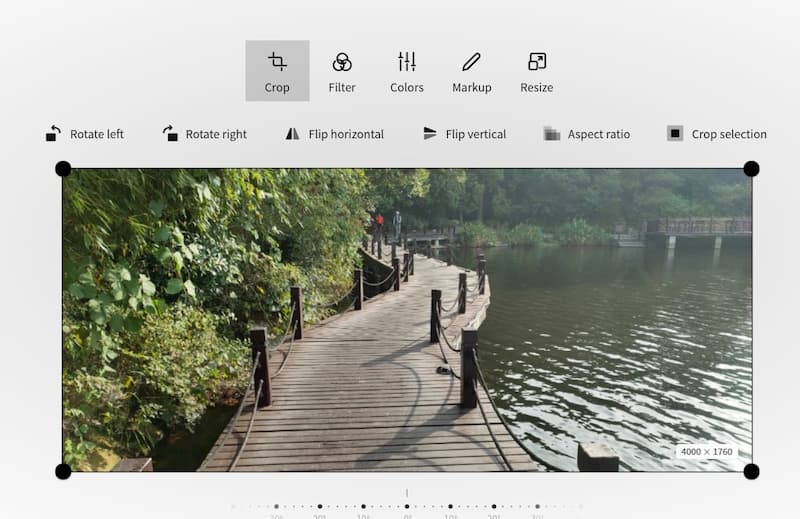 Crop Filter Colors Markup Resize
Rotate left Rotate right Flip horizontal Flip vertical Aspect ratio Crop selection
4000 × 1760